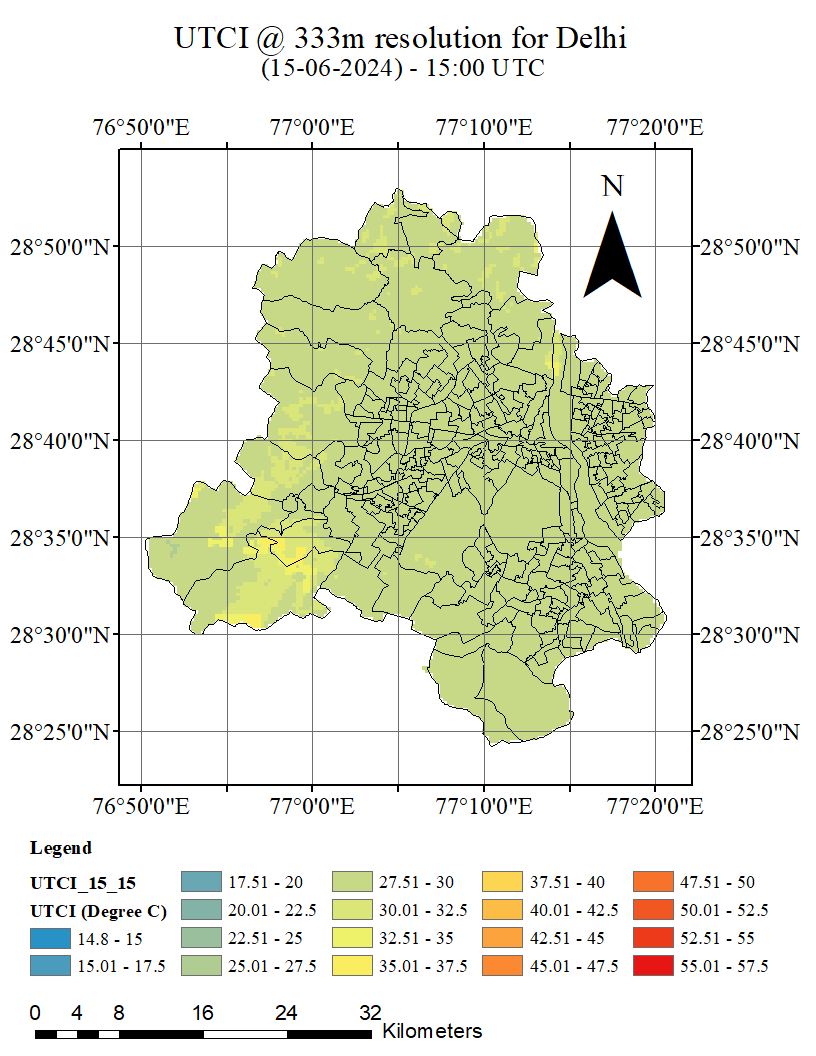 UTCI @ 333m resolution for Delhi
(15-06-2024) - 15:00 UTC
76°50'0"E 77°0'0"E 77°10'0"E 77°20'0"E
N
28°50'0"N 28°50'0"N
28°45'0"N 28°45'0"N
28°40'0"N 28°40'0"N
28°35'0"N 28°35'0"N
28°30'0"N 28°30'0"N
28°25'0"N 28°25'0"N
76°50'0"E 77°0'0"E 77°10'0"E 77°20'0"E
Legend
UTCI_15_15 17.51 - 20 27.51 - 30 37.51 - 40 47.51 - 50
UTCI (Degree C) 20.01 - 22.5 30.01 - 32.5 40.01 - 42.5 50.01 - 52.5
14.8 - 15 22.51 - 25 32.51 - 35 42.51 - 45 52.51 - 55
15.01 - 17.5 25.01 - 27.5 35.01 - 37.5 45.01 - 47.5 55.01 - 57.5
0 4 8 16 24 32
Kilometers